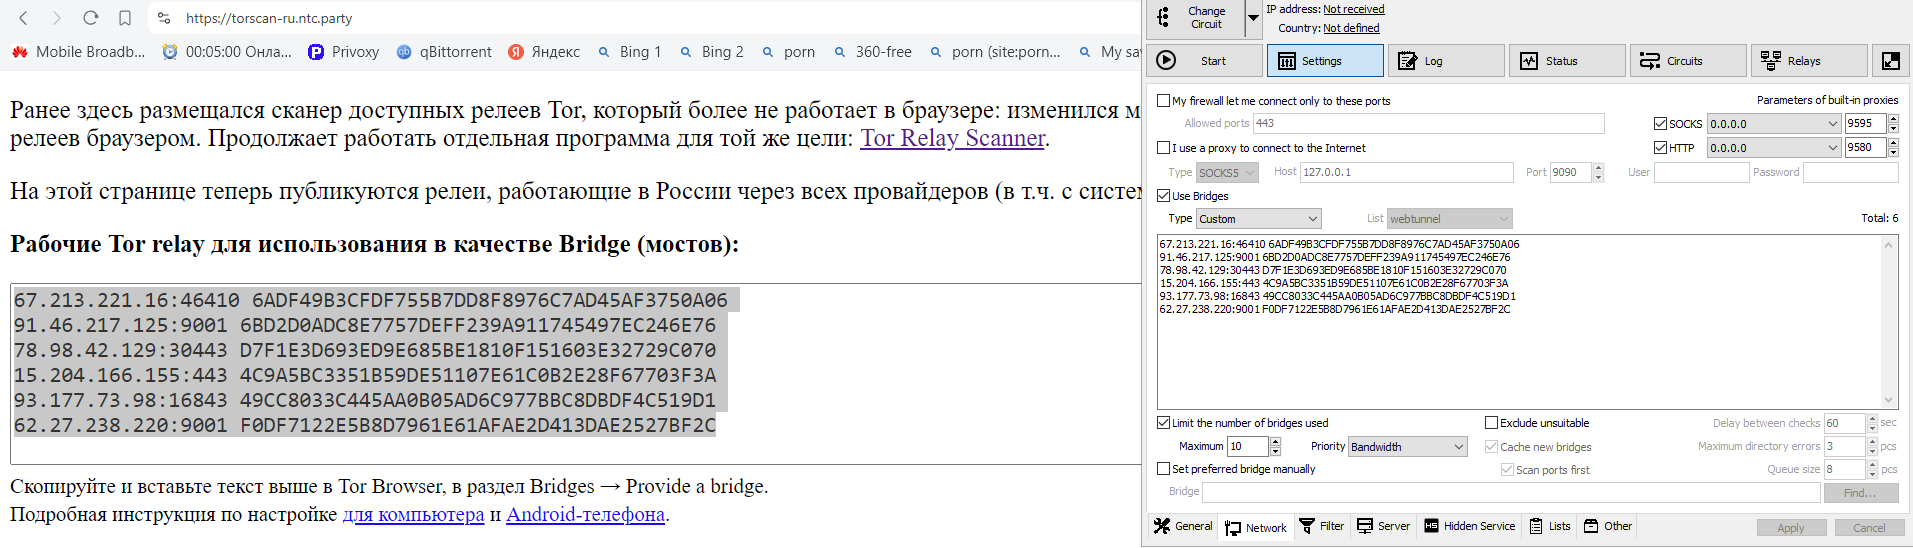 https://torscan-ru.ntc.party
Mobile Broadb...
00:05:00 Онла...
Privoxy
qBittorrent
Яндекс
Bing 1
Bing 2
porn
360-free
porn (site:porn...
My sav
Ранее здесь размещался сканер доступных релеев Tor, который более не работает в браузере: изменился м
релеев браузером. Продолжает работать отдельная программа для той же цели: Tor Relay Scanner.
На этой странице теперь публикуются релеи, работающие в России через всех провайдеров (в т.ч. с систем
Рабочие Tor relay для использования в качестве Bridge (мостов):
67.213.221.16:46410 6ADF49B3CFDF755B7DD8F8976C7AD45AF3750A06
91.46.217.125:9001 6BD2D0ADC8E7757DEFF239A911745497EC246E76
78.98.42.129:30443 D7F1E3D693ED9E685BE1810F151603E32729C070
15.204.166.155:443 4C9A5BC3351B59DE51107E61C0B2E28F67703F3A
93.177.73.98:16843 49CC8033C445AA0B05AD6C977BBC8DBDF4C519D1
62.27.238.220:9001 F0DF7122E5B8D7961E61AFAE2D413DAE2527BF2C
Скопируйте и вставьте текст выше в Tor Browser, в раздел Bridges → Provide a bridge.
Подробная инструкция по настройке для компьютера и Android-телефона.
Change
Circuit
IP address: Not received
Country: Not defined
Start
Settings
Log
Status
Circuits
Relays
My firewall let me connect only to these ports
Parameters of built-in proxies
Allowed ports 443
SOCKS 0.0.0.0 9595
I use a proxy to connect to the Internet
HTTP 0.0.0.0 9580
Type SOCKS5 Host 127.0.0.1 Port 9090 User Password
Use Bridges
Type Custom List webtunnel Total: 6
67.213.221.16:46410 6ADF49B3CFDF755B7DD8F8976C7AD45AF3750A06
91.46.217.125:9001 6BD2D0ADC8E7757DEFF239A911745497EC246E76
78.98.42.129:30443 D7F1E3D693ED9E685BE1810F151603E32729C070
15.204.166.155:443 4C9A5BC3351B59DE51107E61C0B2E28F67703F3A
93.177.73.98:16843 49CC8033C445AA0B05AD6C977BBC8DBDF4C519D1
62.27.238.220:9001 F0DF7122E5B8D7961E61AFAE2D413DAE2527BF2C
Limit the number of bridges used
Exclude unsuitable
Delay between checks 60 sec
Maximum 10 Priority Bandwidth
Cache new bridges
Maximum directory errors 3 pcs
Set preferred bridge manually
Scan ports first
Queue size 8 pcs
Bridge
Find...
General
Network
Filter
Server
HS Hidden Service
Lists
Other
Apply
Cancel